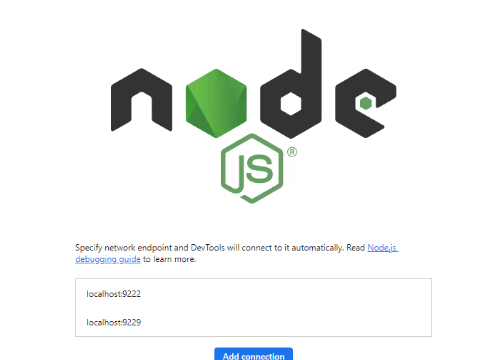 node
JS®
Specify network endpoint and DevTools will connect to it automatically. Read Node.js
debugging guide to learn more.
localhost:9222
localhost:9229
Add connection